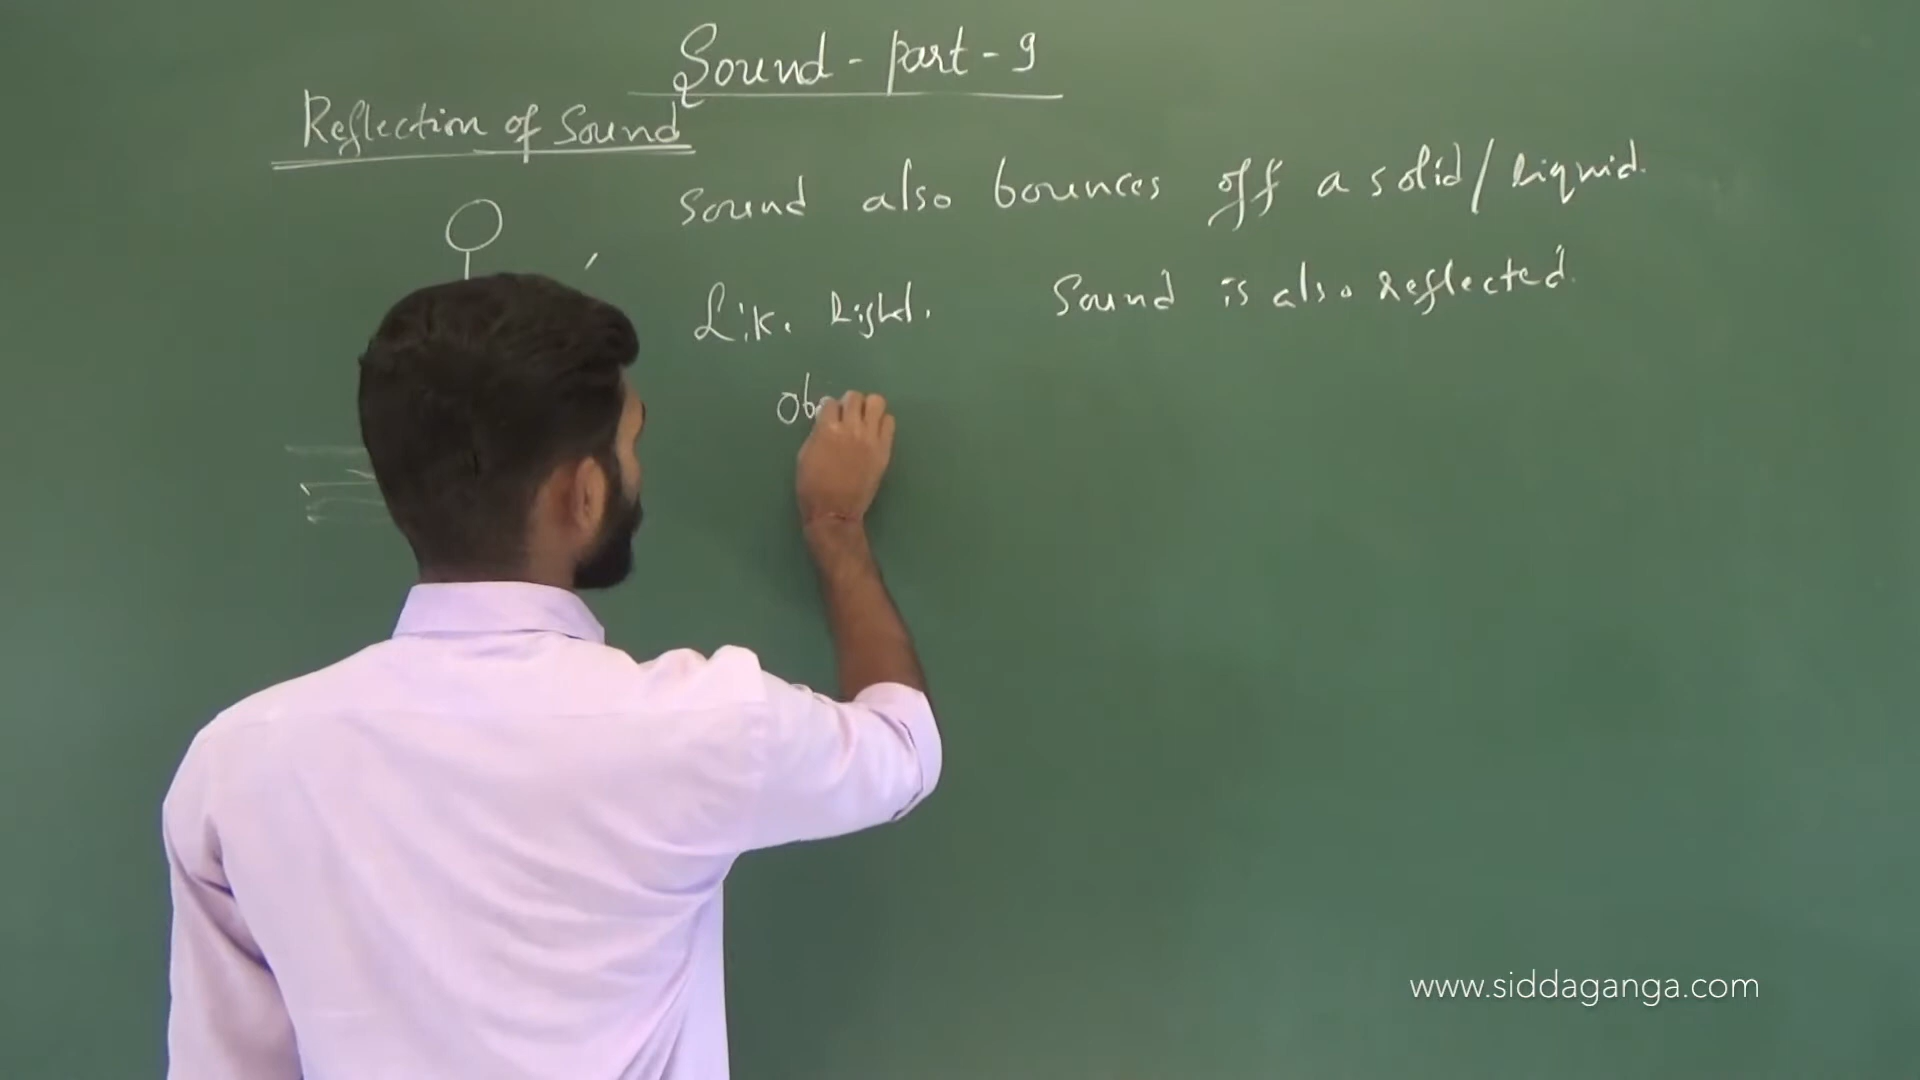 Sound - part - 9
Reflection of Sound
Sound also bounces off a solid / liquid.
Like light. Sound is also reflected.
Ob
www.siddaganga.com